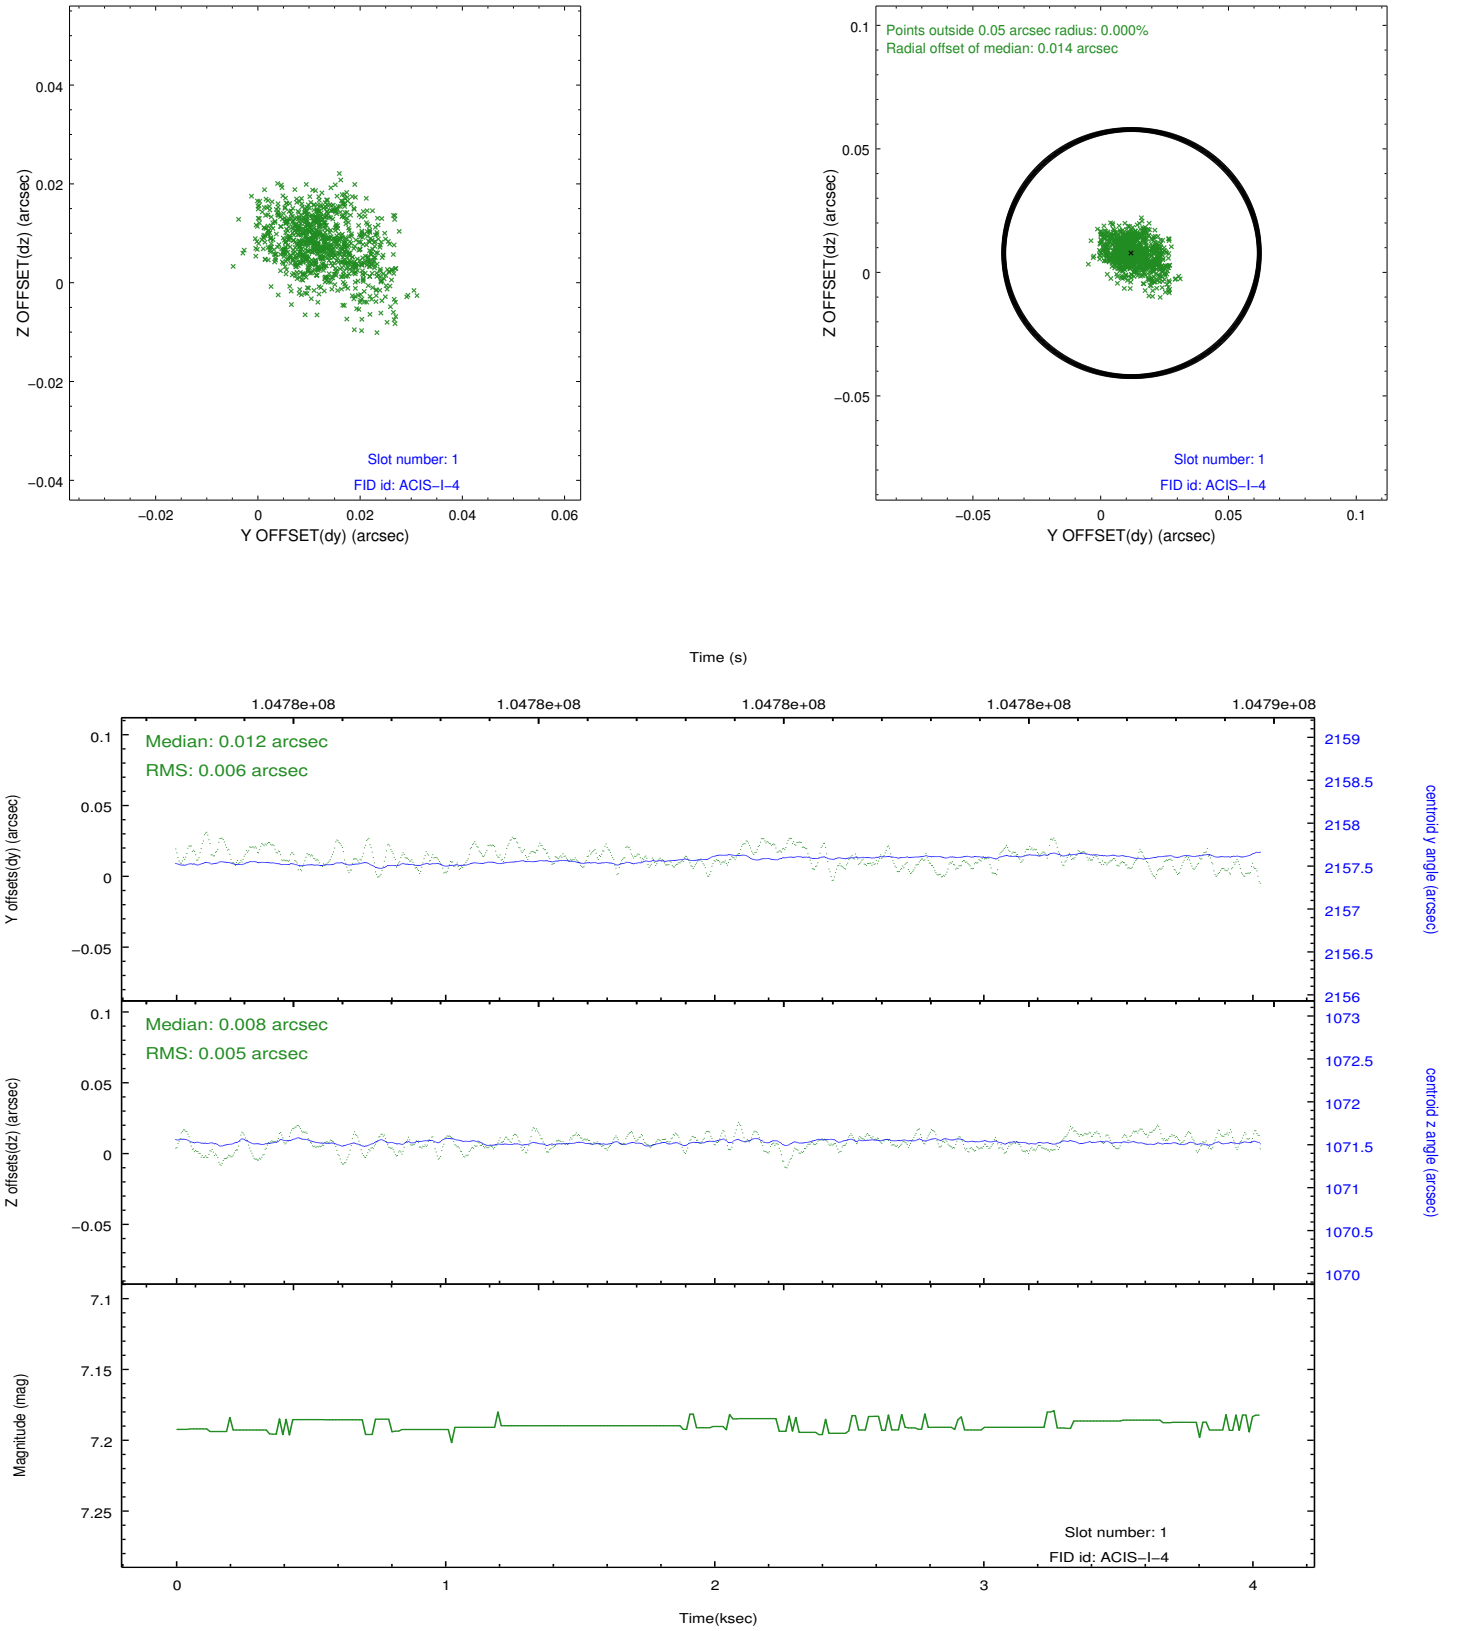 0.04
0.02
0
−0.02
−0.04
Z OFFSET(dz) (arcsec)
Slot number: 1
FID id: ACIS−I−4
−0.02
0
0.02
0.04
0.06
Y OFFSET(dy) (arcsec)
Points outside 0.05 arcsec radius: 0.000%
Radial offset of median: 0.014 arcsec
0.1
0.05
0
−0.05
Z OFFSET(dz) (arcsec)
Slot number: 1
FID id: ACIS−I−4
−0.05
0
0.05
0.1
Y OFFSET(dy) (arcsec)
Time (s)
1.0478e+08
1.0478e+08
1.0478e+08
1.0478e+08
1.0479e+08
Median: 0.012 arcsec
RMS: 0.006 arcsec
0.1
0.05
0
−0.05
Y offsets(dy) (arcsec)
2159
2158.5
2158
2157.5
2157
2156.5
2156
centroid y angle (arcsec)
Median: 0.008 arcsec
RMS: 0.005 arcsec
0.1
0.05
0
−0.05
Z offsets(dz) (arcsec)
1073
1072.5
1072
1071.5
1071
1070.5
1070
centroid z angle (arcsec)
7.1
7.15
7.2
7.25
Magnitude (mag)
Slot number: 1
FID id: ACIS−I−4
0
1
2
3
4
Time(ksec)